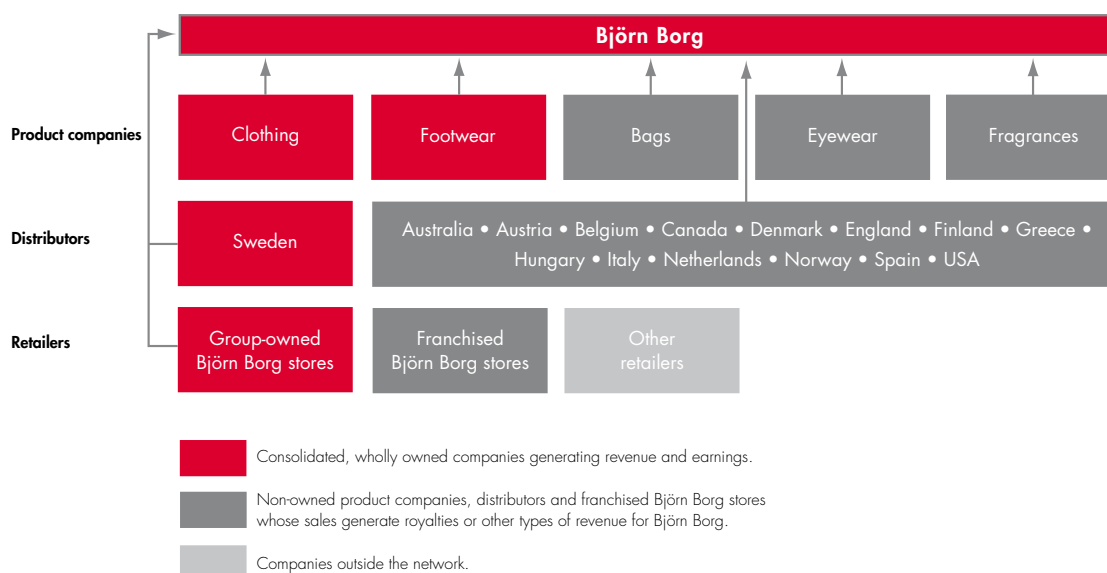 Björn Borg
Product companies
Clothing
Footwear
Bags
Eyewear
Fragrances
Distributors
Sweden
Australia • Austria • Belgium • Canada • Denmark • England • Finland • Greece •
Hungary • Italy • Netherlands • Norway • Spain • USA
Retailers
Group-owned
Björn Borg stores
Franchised
Björn Borg stores
Other
retailers
Consolidated, wholly owned companies generating revenue and earnings.
Non-owned product companies, distributors and franchised Björn Borg stores
whose sales generate royalties or other types of revenue for Björn Borg.
Companies outside the network.